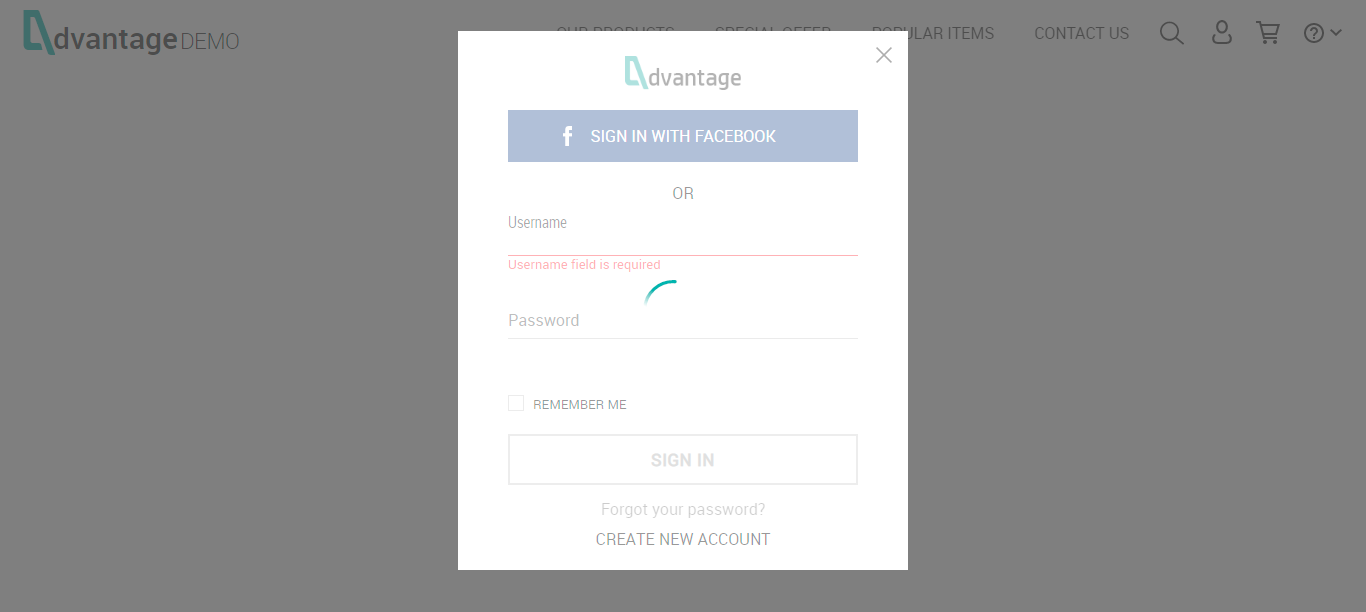 dvantage DEMO OUR PRODUCTS SPECIAL OFFER POPULAR ITEMS CONTACT US
dvantage
SIGN IN WITH FACEBOOK
OR
Username
Username field is required
Password
REMEMBER ME
SIGN IN
Forgot your password?
CREATE NEW ACCOUNT